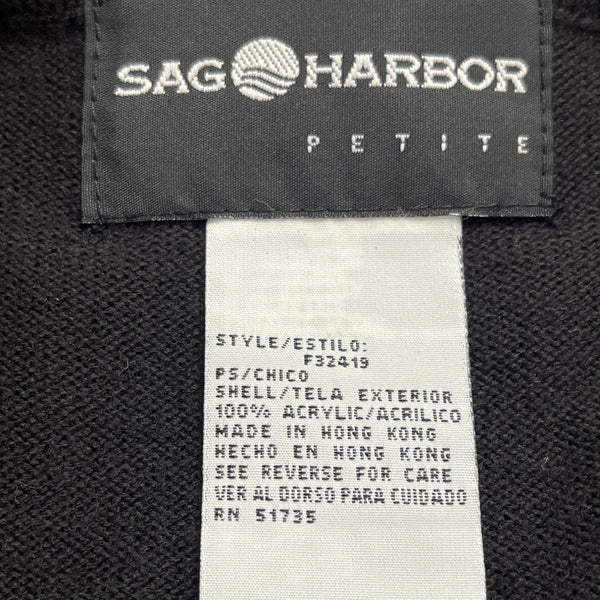 SAG HARBOR
PETITE
STYLE/ESTILO:
F32419
PS/CHICO
SHELL/TELA EXTERIOR
100% ACRYLIC/ACRILICO
MADE IN HONG KONG
HECHO EN HONG KONG
SEE REVERSE FOR CARE
VER AL DORSO PARA CUIDADO
RN 51735